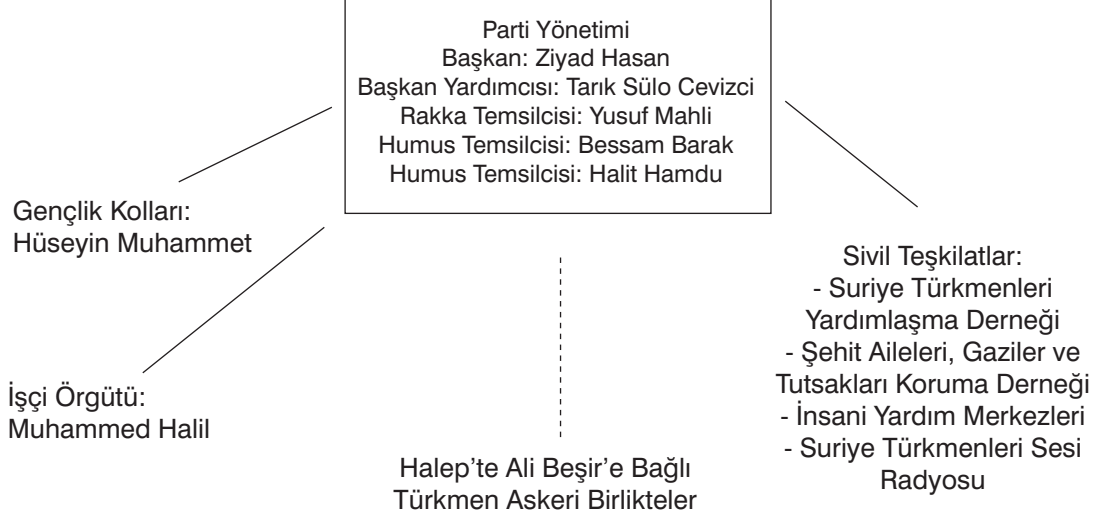 Parti Yönetimi
Başkan: Ziyad Hasan
Başkan Yardımcısı: Tarık Sülo Cevizci
Rakka Temsilcisi: Yusuf Mahli
Humus Temsilcisi: Bessam Barak
Humus Temsilcisi: Halit Hamdu
Gençlik Kolları:
Hüseyin Muhammet
İşçi Örgütü:
Muhammed Halil
Halep’te Ali Beşir’e Bağlı
Türkmen Askeri Birlikteler
Sivil Teşkilatlar:
- Suriye Türkmenleri
Yardımlaşma Derneği
- Şehit Aileleri, Gaziler ve
Tutsakları Koruma Derneği
- İnsani Yardım Merkezleri
- Suriye Türkmenleri Sesi
Radyosu